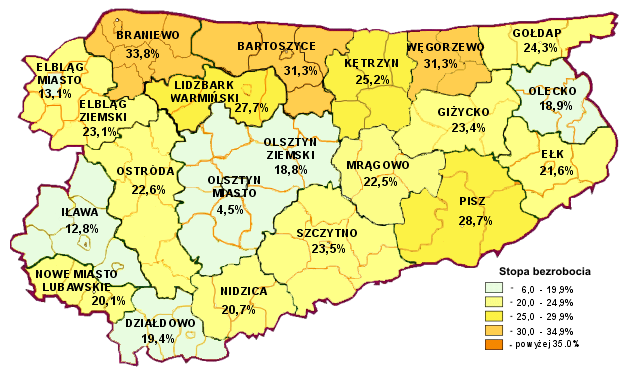 BRANIEWO
33,8%
BARTOSZYCE
31,3%
KĘTRZYN
25,2%
WĘGORZEWO
31,3%
GOŁDAP
24,3%
ELBLĄG
MIASTO
13,1%
LIDZBARK
WARMIŃSKI
27,7%
OLECKO
18,9%
ELBLĄG
ZIEMSKI
23,1%
GIŻYCKO
23,4%
OLSZTYN
ZIEMSKI
18,8%
EŁK
21,6%
MRĄGOWO
22,5%
OSTRÓDA
22,6%
OLSZTYN
MIASTO
4,5%
PISZ
28,7%
IŁAWA
12,8%
SZCZYTNO
23,5%
NOWE MIASTO
LUBAWSKIE
20,1%
NIDZICA
20,7%
DZIAŁDOWO
19,4%
Stopa bezrobocia
- 6,0 - 19,9%
- 20,0 - 24,9%
- 25,0 - 29,9%
- 30,0 - 34,9%
- powyżej 35.0%